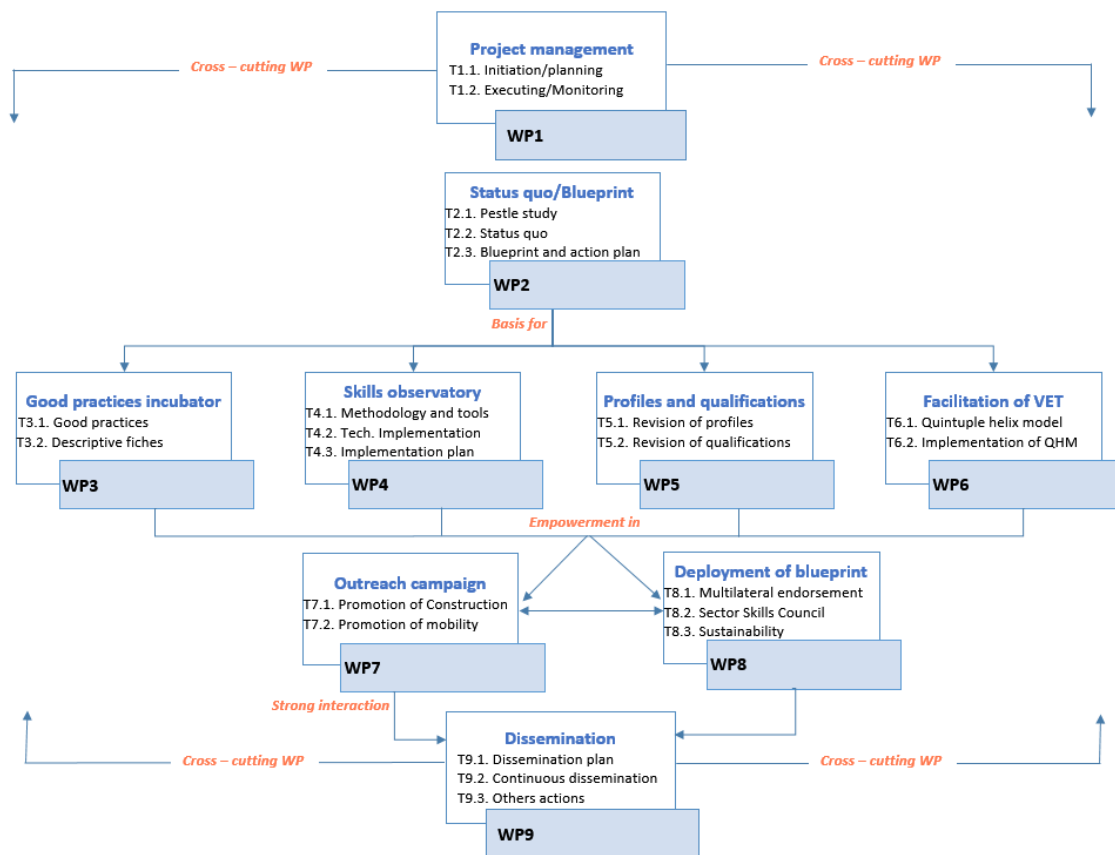 Project management
T1.1. Initiation/planning
T1.2. Executing/Monitoring
WP1
Cross – cutting WP
Cross – cutting WP
Status quo/Blueprint
T2.1. Pestle study
T2.2. Status quo
T2.3. Blueprint and action plan
WP2
Basis for
Good practices incubator
T3.1. Good practices
T3.2. Descriptive fiches
WP3
Skills observatory
T4.1. Methodology and tools
T4.2. Tech. Implementation
T4.3. Implementation plan
WP4
Profiles and qualifications
T5.1. Revision of profiles
T5.2. Revision of qualifications
WP5
Facilitation of VET
T6.1. Quintuple helix model
T6.2. Implementation of QHM
WP6
Empowerment in
Outreach campaign
T7.1. Promotion of Construction
T7.2. Promotion of mobility
WP7
Deployment of blueprint
T8.1. Multilateral endorsement
T8.2. Sector Skills Council
T8.3. Sustainability
WP8
Strong interaction
Dissemination
T9.1. Dissemination plan
T9.2. Continuous dissemination
T9.3. Others actions
WP9
Cross – cutting WP
Cross – cutting WP